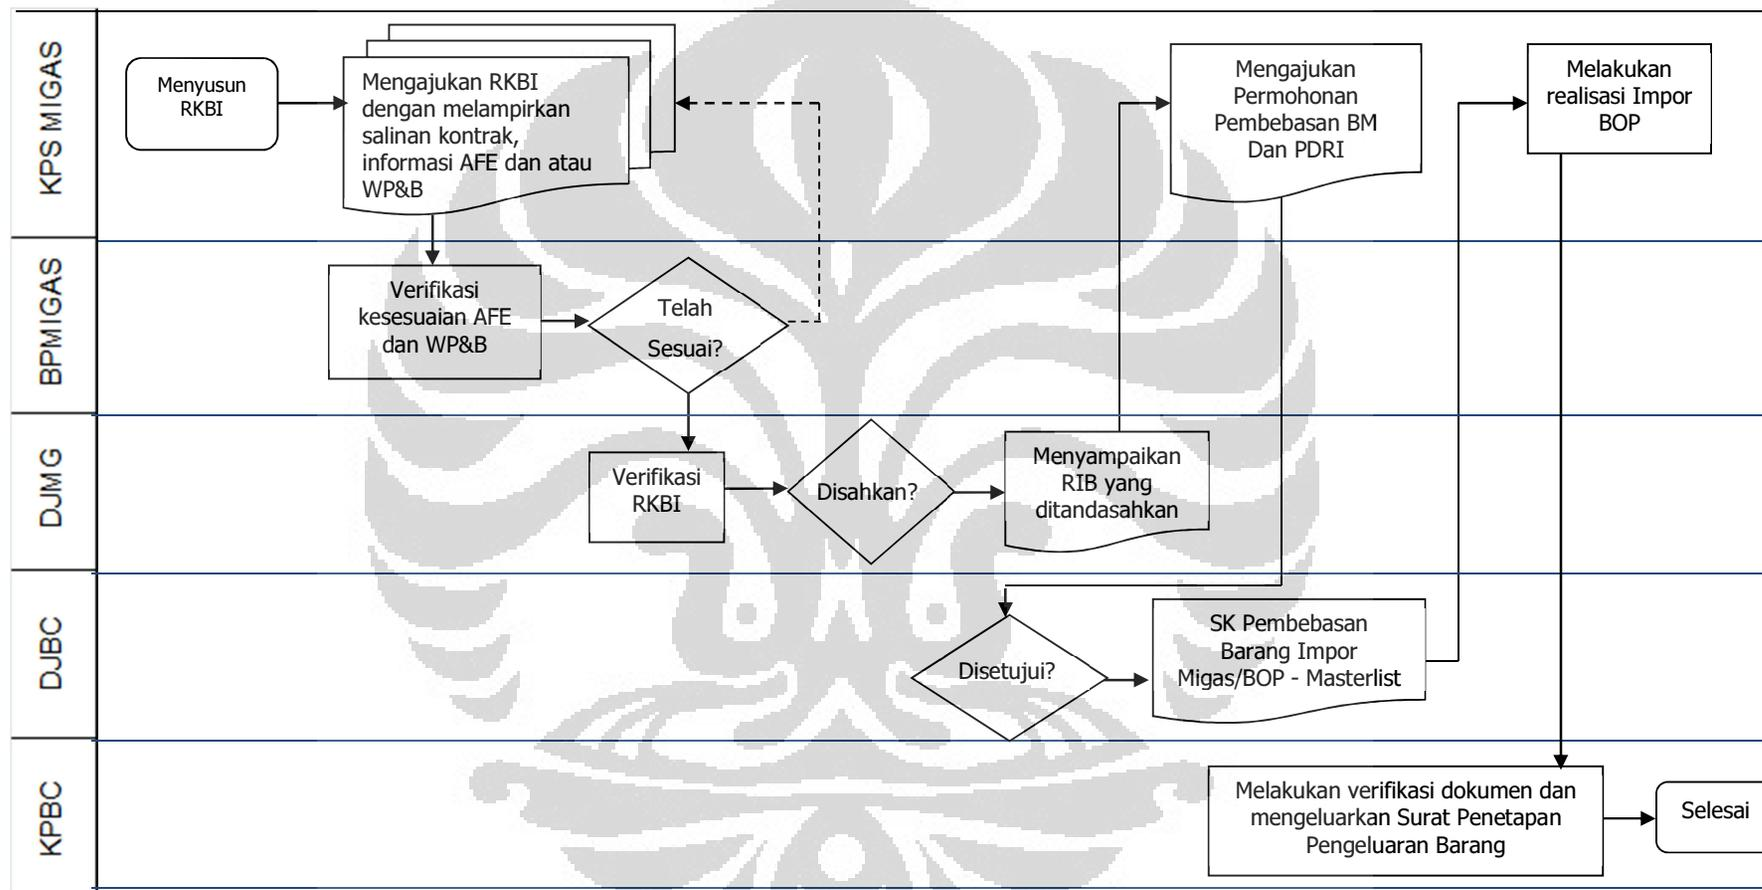 KPS MIGAS
Menyusun
RKBI
Mengajukan RKBI
dengan melampirkan
salinan kontrak,
informasi AFE dan atau
WP&B
Mengajukan
Permohonan
Pembebasan BM
Dan PDRI
Melakukan
realisasi Impor
BOP
BPMIGAS
Verifikasi
kesesuaian AFE
dan WP&B
Telah
Sesuai?
DJMG
Verifikasi
RKBI
Disahkan?
Menyampaikan
RIB yang
ditandasahkan
DJBC
Disetujui?
SK Pembebasan
Barang Impor
Migas/BOP - Masterlist
KPBC
Melakukan verifikasi dokumen dan
mengeluarkan Surat Penetapan
Pengeluaran Barang
Selesai